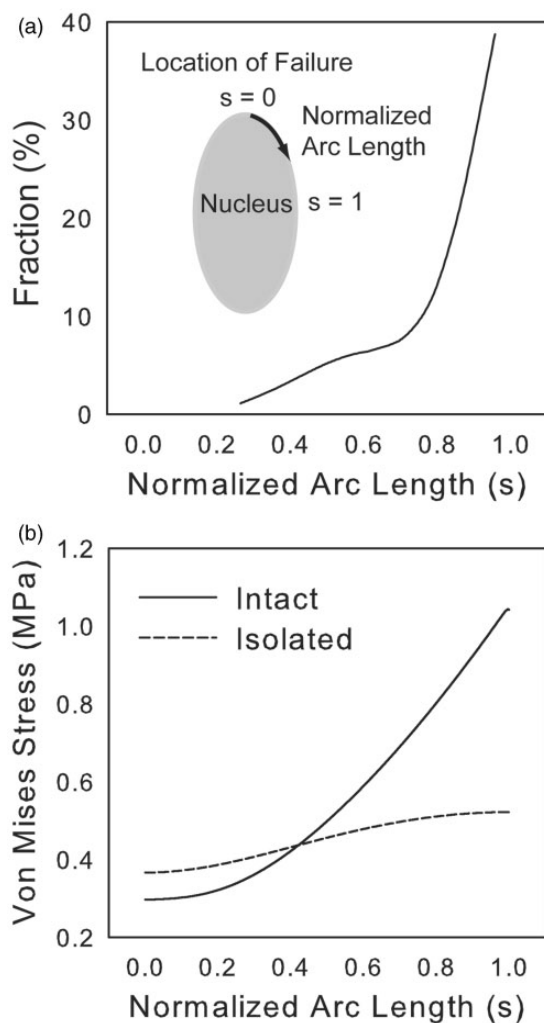 (a)
40
30
20
10
0
Fraction (%)
Location of Failure
s = 0
Normalized
Arc Length
Nucleus
s = 1
0.0 0.2 0.4 0.6 0.8 1.0
Normalized Arc Length (s)
(b)
1.2
1.0
0.8
0.6
0.4
0.2
Von Mises Stress (MPa)
Intact
Isolated
0.0 0.2 0.4 0.6 0.8 1.0
Normalized Arc Length (s)